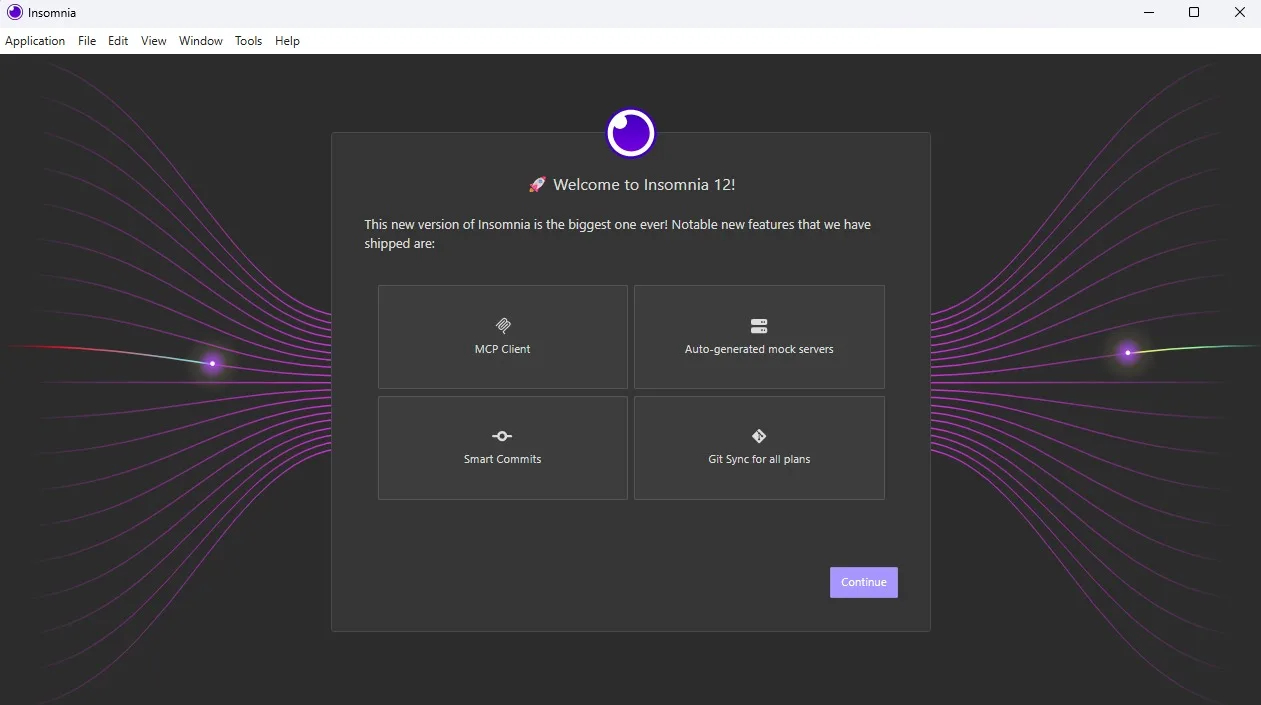 Insomnia
Application File Edit View Window Tools Help
🚀 Welcome to Insomnia 12!
This new version of Insomnia is the biggest one ever! Notable new features that we have
shipped are:
MCP Client
Auto-generated mock servers
Smart Commits
Git Sync for all plans
Continue